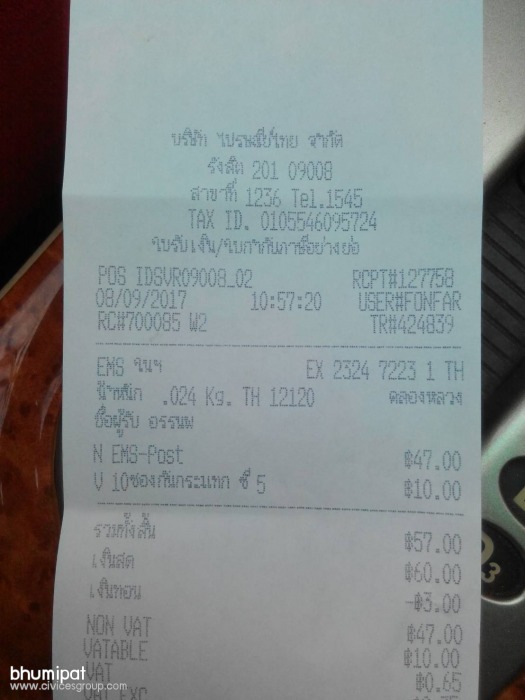 บริษัท ไปรษณีย์ไทย จำกัด
รังสิต 201 09008
สาขาที่ 1236 Tel.1545
TAX ID. 0105546095724
ใบรับเงิน/ใบกำกับภาษีอย่างย่อ
POS IDSVR09008_02 RCPT#127758
08/09/2017 10:57:20 USER#FONFAR
RC#700085 W2 TR#424839
EMS ในฯ EX 2324 7223 1 TH
น้ำหนัก .024 Kg. TH 12120 คลองหลวง
ชื่อผู้รับ อรรนพ
N EMS-Post ฿47.00
V 10ซองกันกระแทก ซี 5 ฿10.00
รวมทั้งสิ้น ฿57.00
เงินสด ฿60.00
เงินทอน -฿3.00
NON VAT ฿47.00
VATABLE ฿10.00
VAT ฿0.65
bhumipat
www.civicesgroup.com